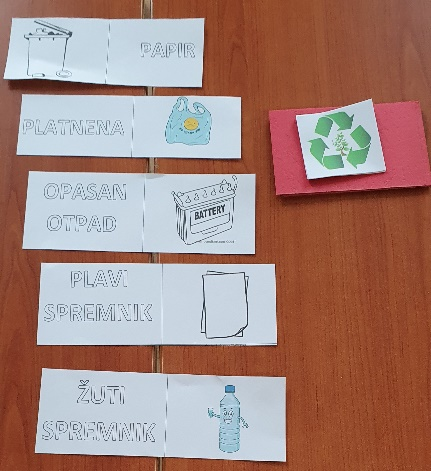 PAPIR
PLATNENA
OPASAN
OTPAD
BATTERY
PLAVI
SPREMNIK
ŽUTI
SPREMNIK